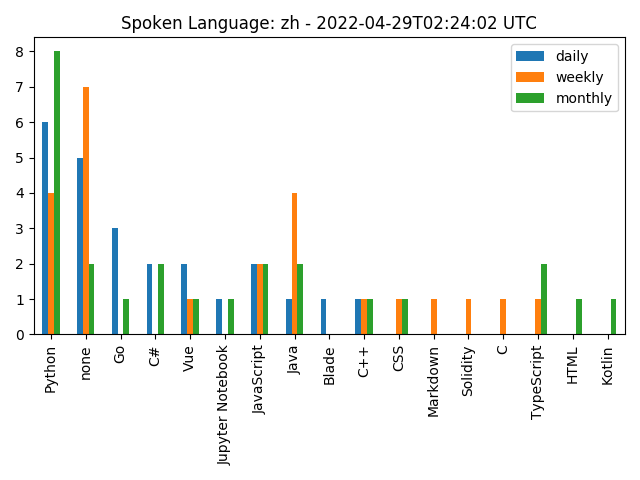 Spoken Language: zh - 2022-04-29T02:24:02 UTC
daily
weekly
monthly
8
7
6
5
4
3
2
1
0
Python
none
Go
C#
Vue
Jupyter Notebook
JavaScript
Java
Blade
C++
CSS
Markdown
Solidity
C
TypeScript
HTML
Kotlin